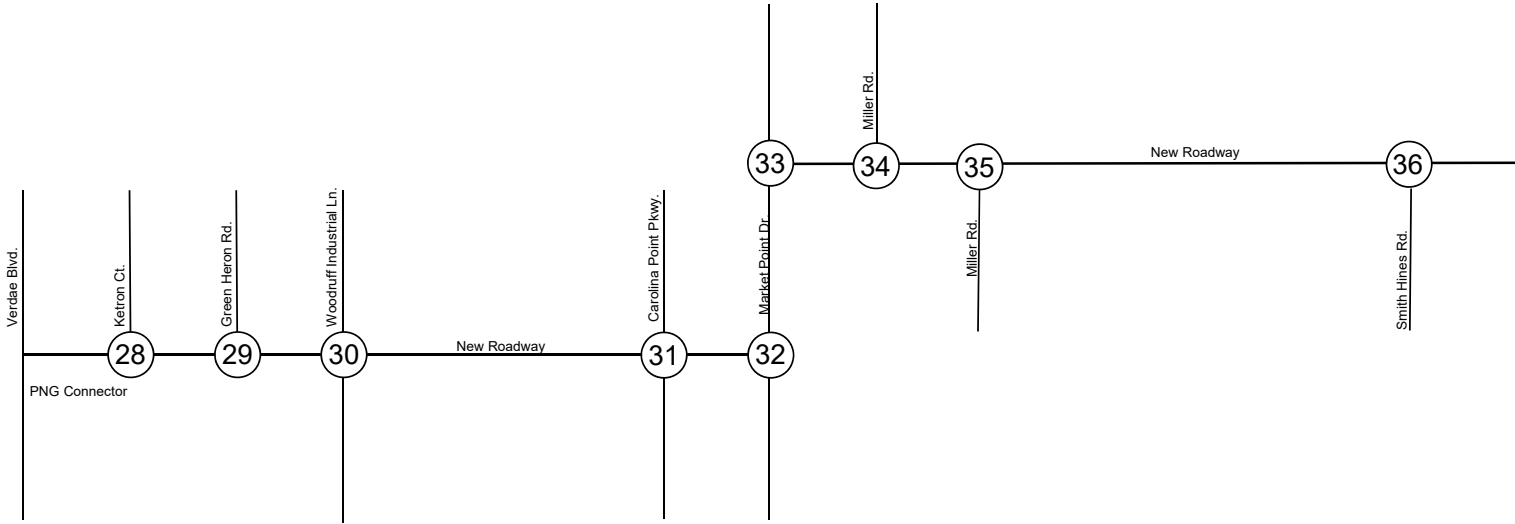 Miller Rd.
33
34
35
New Roadway
36
Verdae Blvd.
Ketron Ct.
Green Heron Rd.
Woodruff Industrial Ln.
Carolina Point Pkwy.
Market Point Dr.
Miller Rd.
Smith Hines Rd.
28
29
30
New Roadway
31
32
PNG Connector